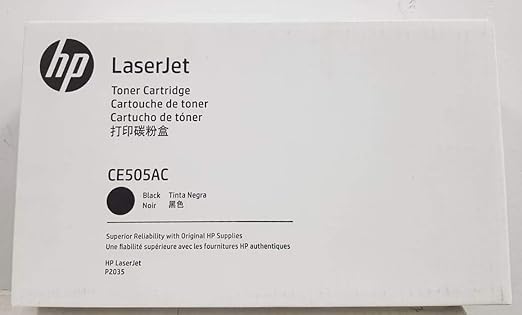 hp
LaserJet
Toner Cartridge
Cartouche de toner
Cartucho de tóner
打印碳粉盒
CE505AC
Black Tinta Negra
Noir 黑色
Superior Reliability with Original HP Supplies
Une fiabilité supérieure avec les fournitures HP authentiques
HP LaserJet
P2035